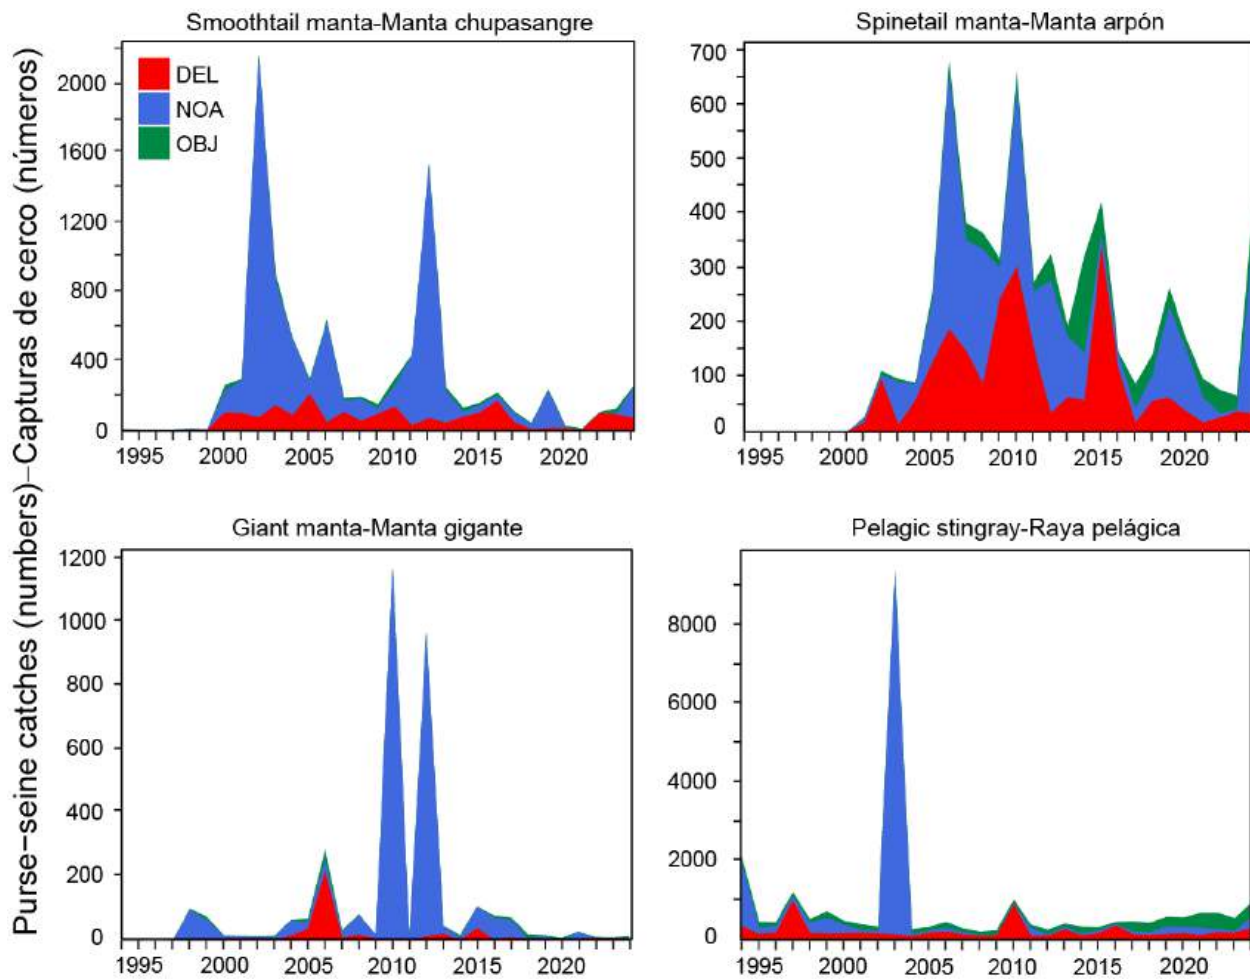 Smoothtail manta-Manta chupasangre
Spinetail manta-Manta arpón
Purse-seine catches (numbers)–Capturas de cerco (números)
DEL
NOA
OBJ
2000
1600
1200
800
400
0
1995 2000 2005 2010 2015 2020
700
600
500
400
300
200
100
0
1995 2000 2005 2010 2015 2020
Giant manta-Manta gigante
Pelagic stingray-Raya pelágica
1200
1000
800
600
400
200
0
1995 2000 2005 2010 2015 2020
8000
6000
4000
2000
0
1995 2000 2005 2010 2015 2020